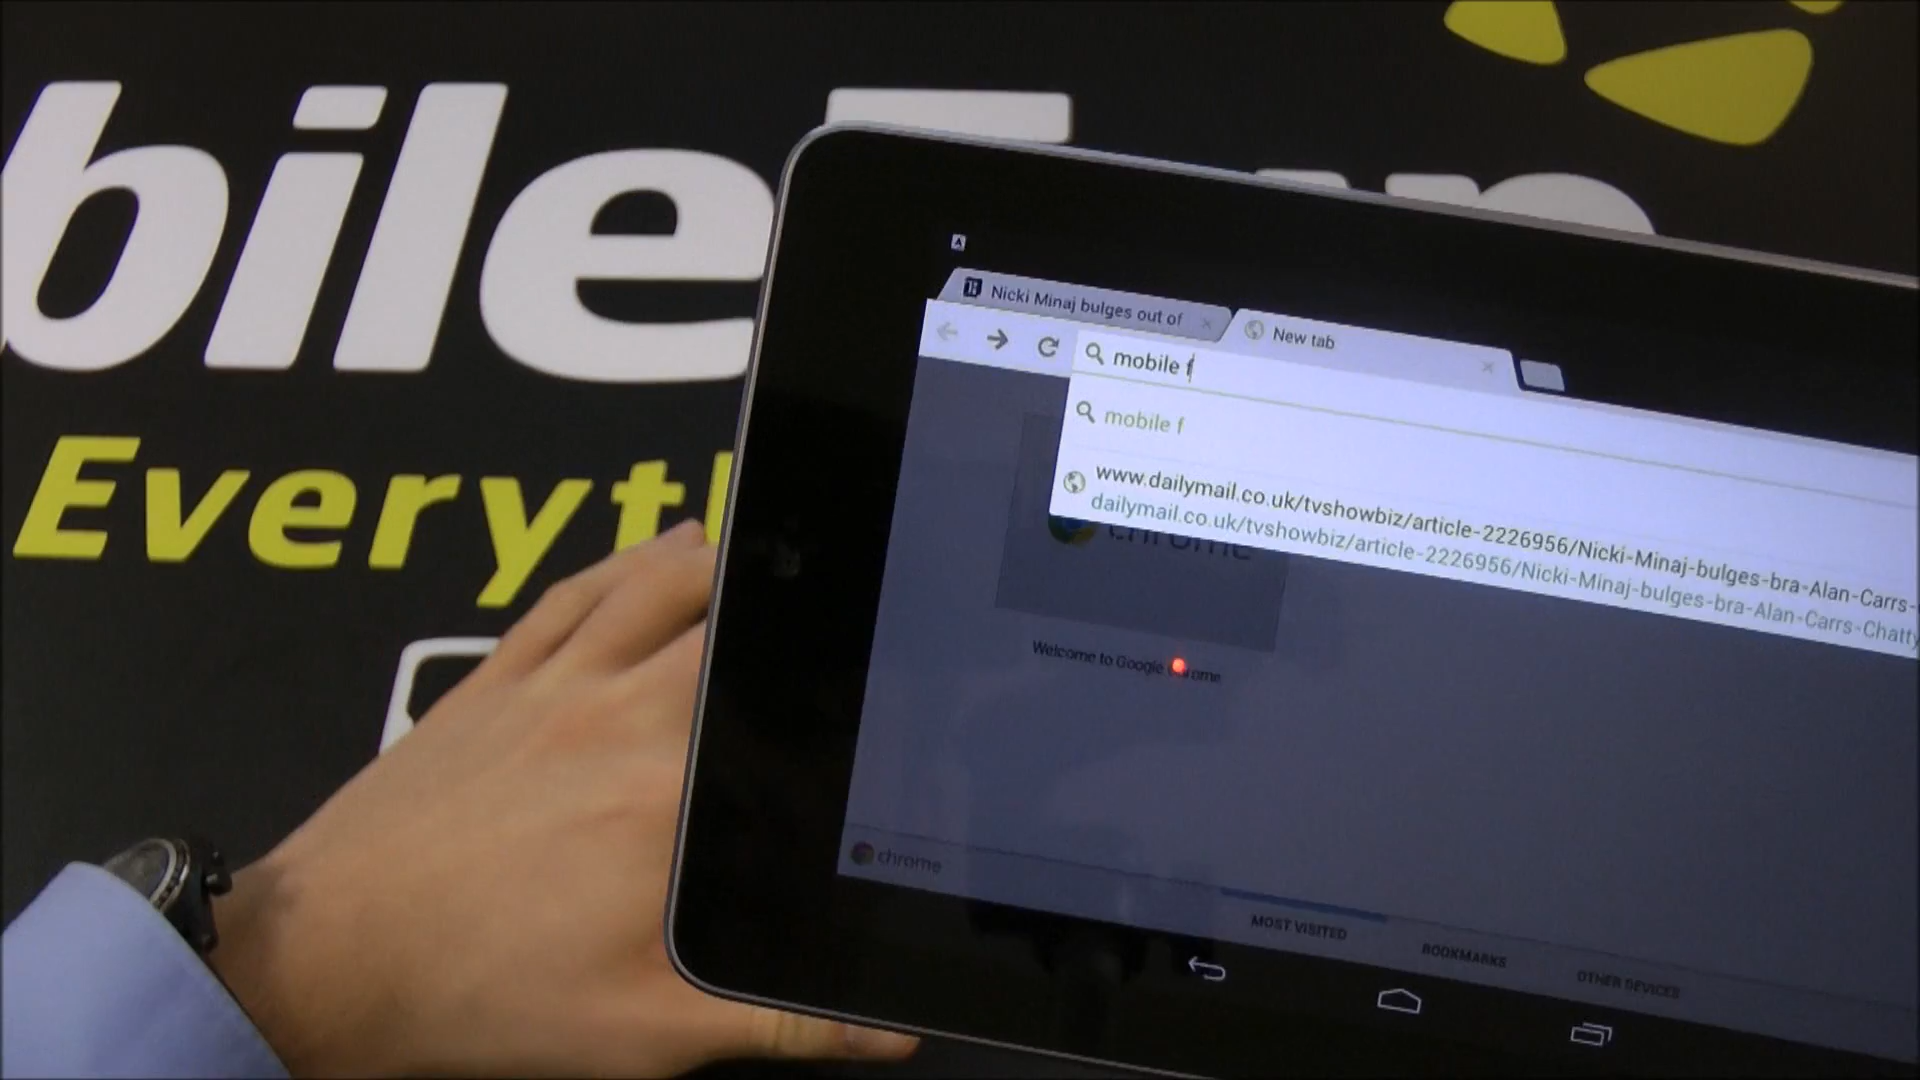 bile
Everyt
A
Nicki Minaj bulges out of
New tab
mobile f
mobile f
www.dailymail.co.uk/tvshowbiz/article-2226956/Nicki-Minaj-bulges-bra-Alan-Carrs-
dailymail.co.uk/tvshowbiz/article-2226956/Nicki-Minaj-bulges-bra-Alan-Carrs-Chatty
Welcome to Google Chrome
chrome
MOST VISITED
BOOKMARKS
OTHER DEVICES